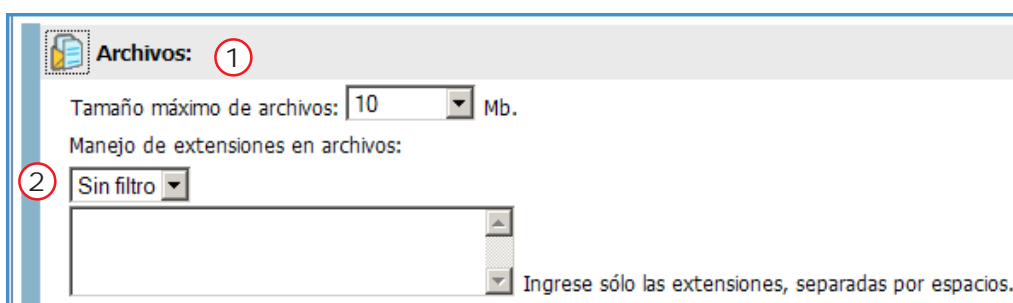 Archivos: 1
Tamaño máximo de archivos: 10 Mb.
Manejo de extensiones en archivos:
2 Sin filtro
Ingrese sólo las extensiones, separadas por espacios.